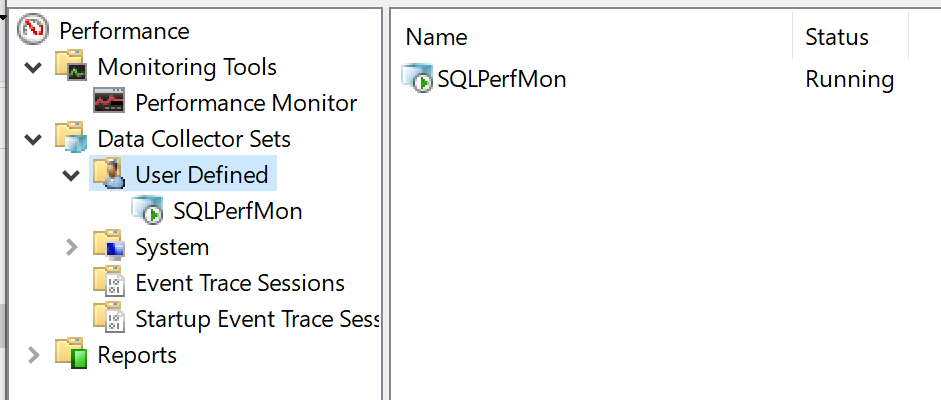 Performance
Monitoring Tools
Performance Monitor
Data Collector Sets
User Defined
SQLPerfMon
System
Event Trace Sessions
Startup Event Trace Sess
Reports
Name Status
SQLPerfMon Running